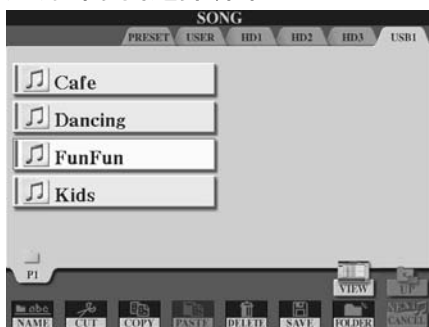 SONG
PRESET USER HD1 HD2 HD3 USB1
Cafe
Dancing
FunFun
Kids
P1
VIEW UP
abc
NAME CUT COPY PASTE DELETE SAVE FOLDER CANCEL